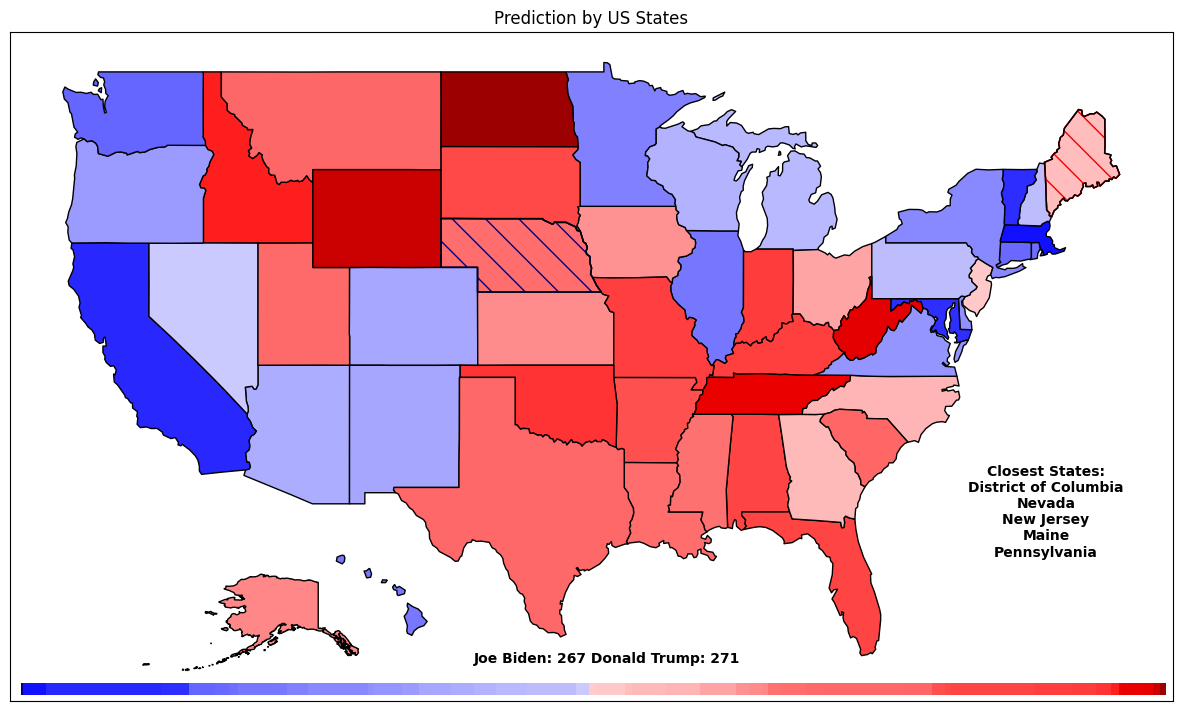 Prediction by US States
Closest States:
District of Columbia
Nevada
New Jersey
Maine
Pennsylvania
Joe Biden: 267 Donald Trump: 271